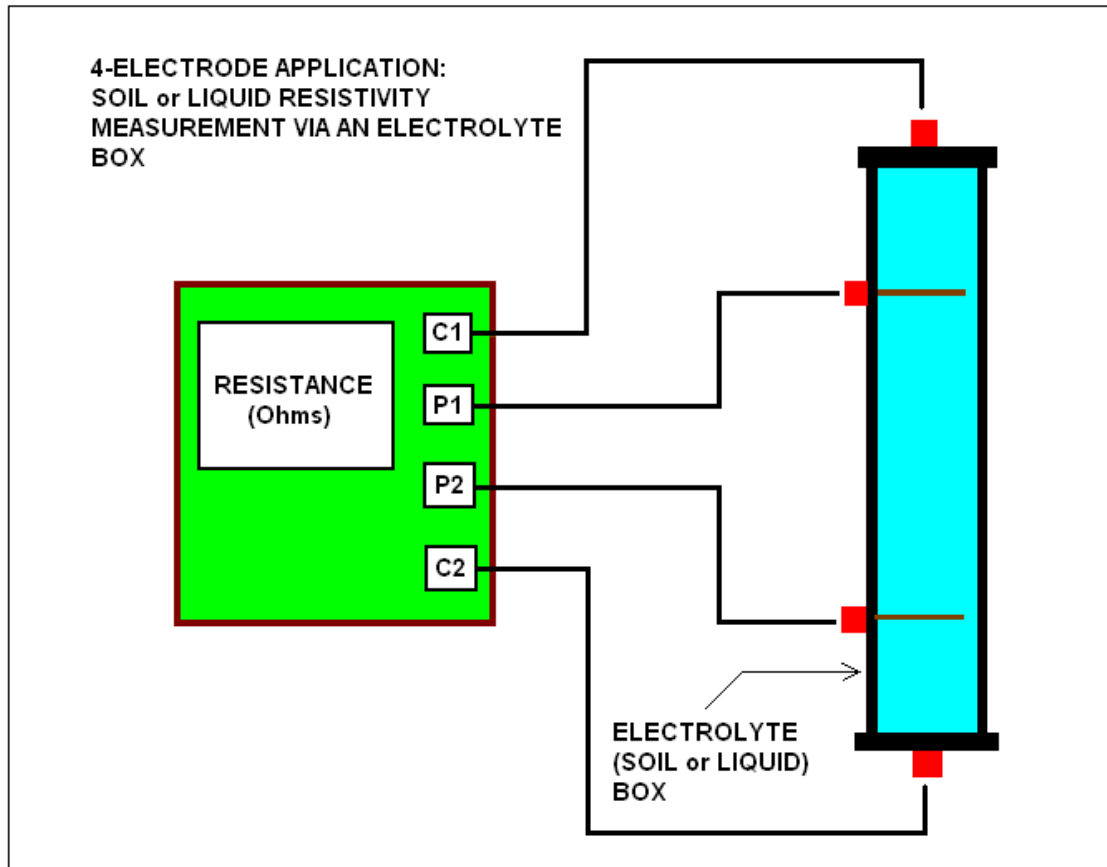 4-ELECTRODE APPLICATION:
SOIL or LIQUID RESISTIVITY
MEASUREMENT VIA AN ELECTROLYTE
BOX
C1
RESISTANCE
(Ohms)
P1
P2
C2
ELECTROLYTE
(SOIL or LIQUID)
BOX